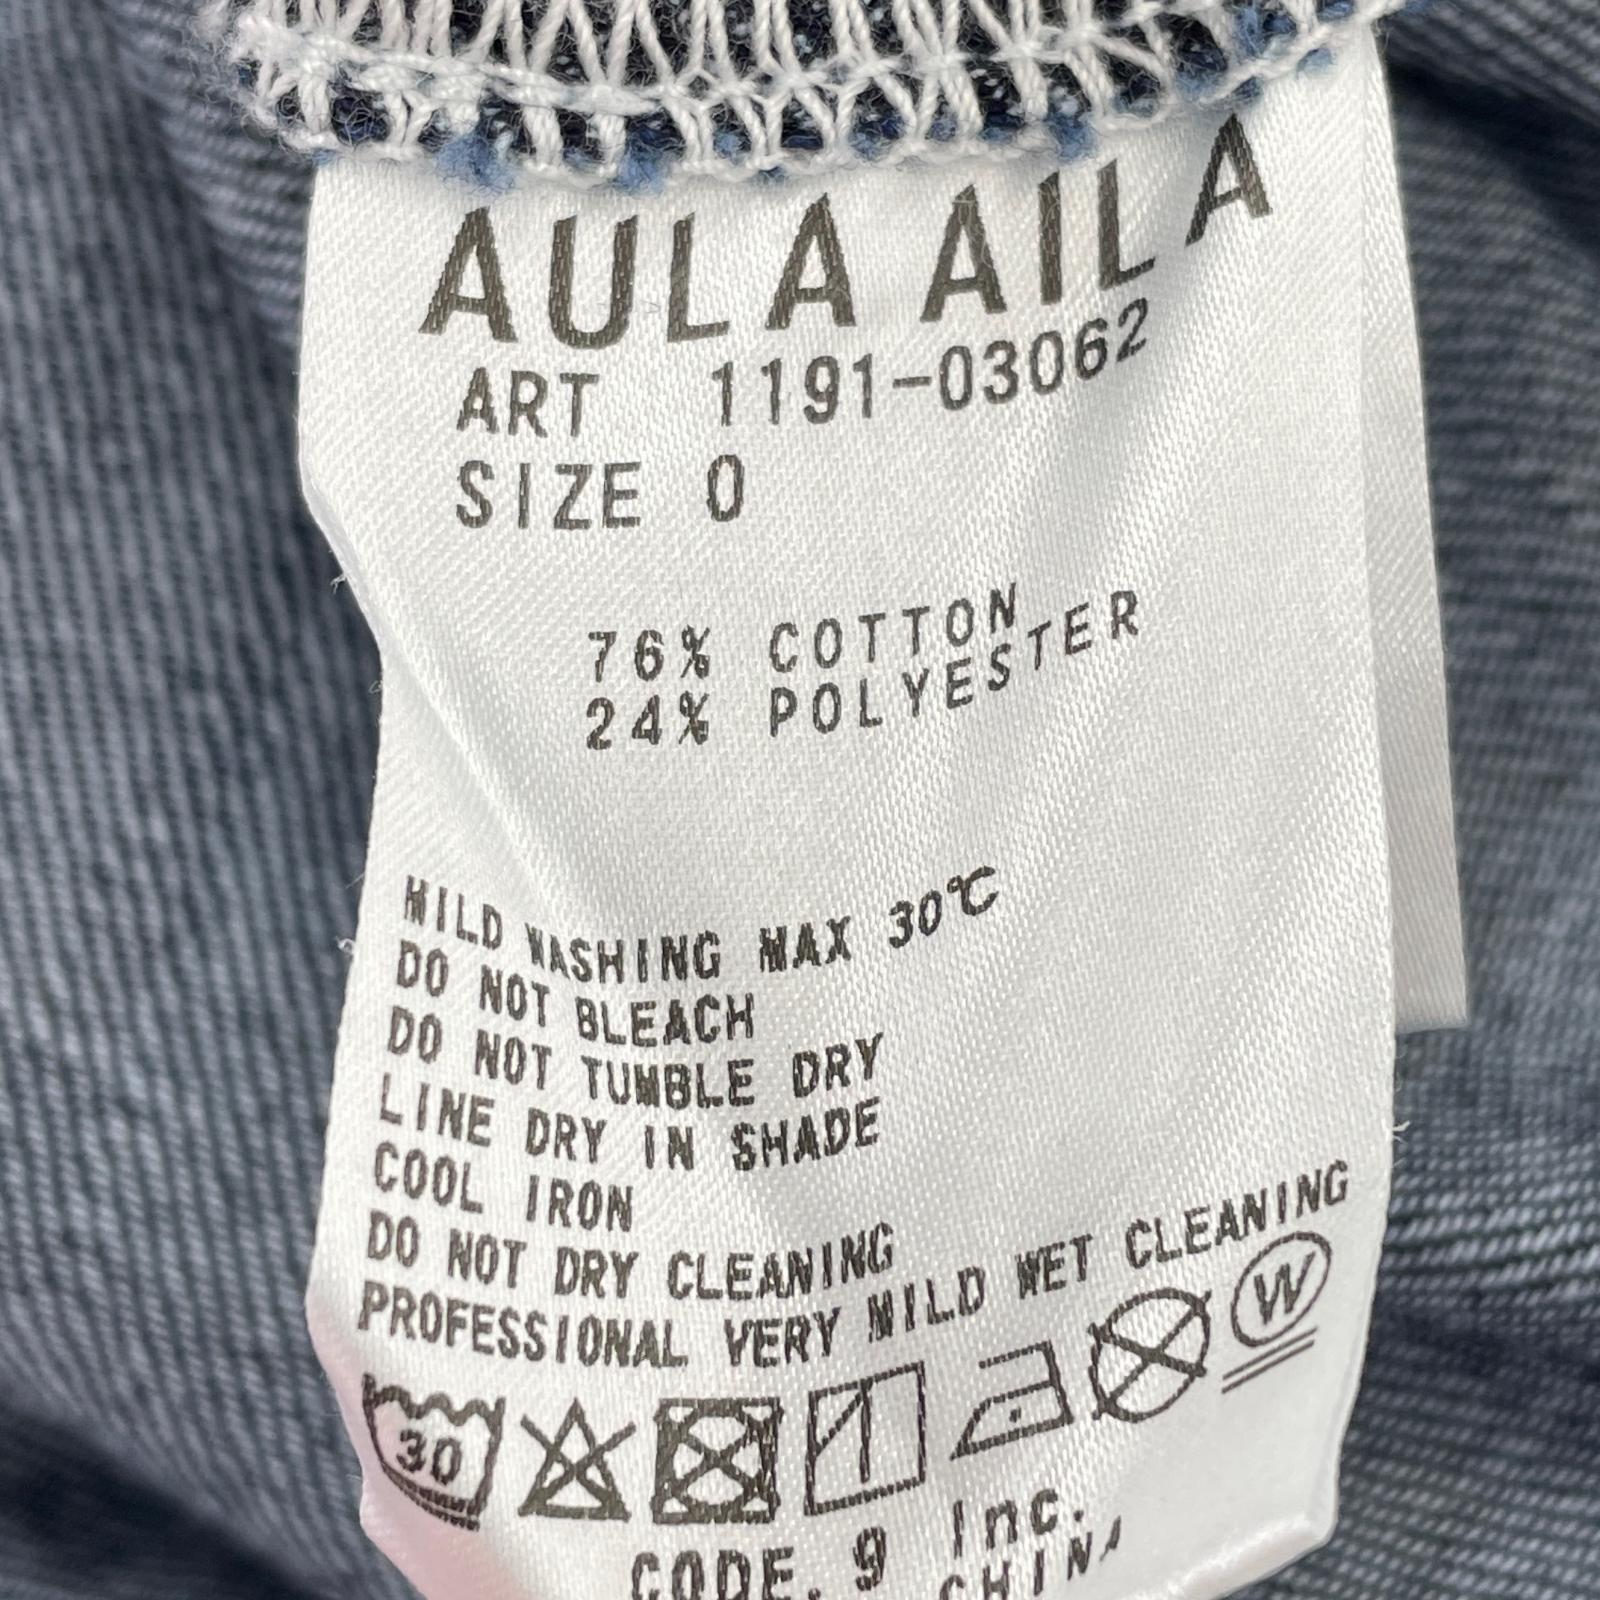 AULA AILA
ART 1191-03062
SIZE 0
76% COTTON
24% POLYESTER
MILD WASHING MAX 30℃
DO NOT BLEACH
DO NOT TUMBLE DRY
LINE DRY IN SHADE
COOL IRON
DO NOT DRY CLEANING
PROFESSIONAL VERY MILD WET CLEANING
30 W
CODE. 9 Inc.
CHINA